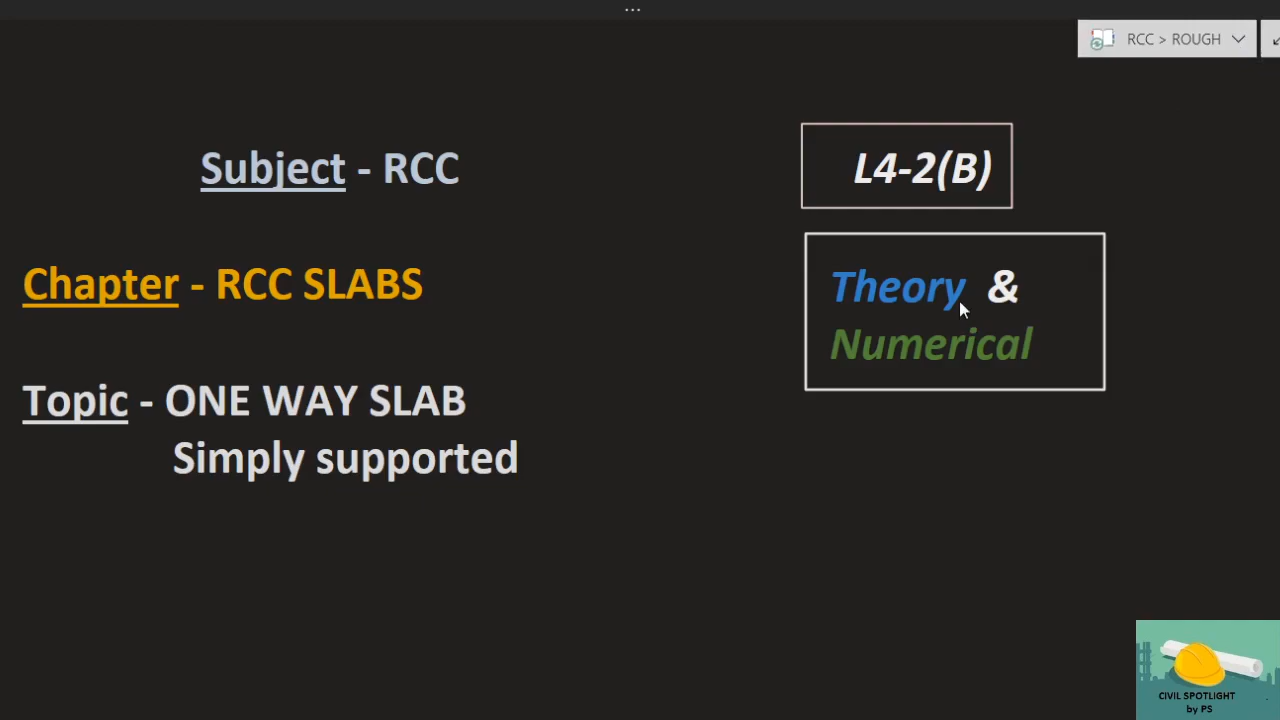 ...
RCC > ROUGH
Subject - RCC
L4-2(B)
Chapter - RCC SLABS
Theory &
Numerical
Topic - ONE WAY SLAB
Simply supported
CIVIL SPOTLIGHT
by PS